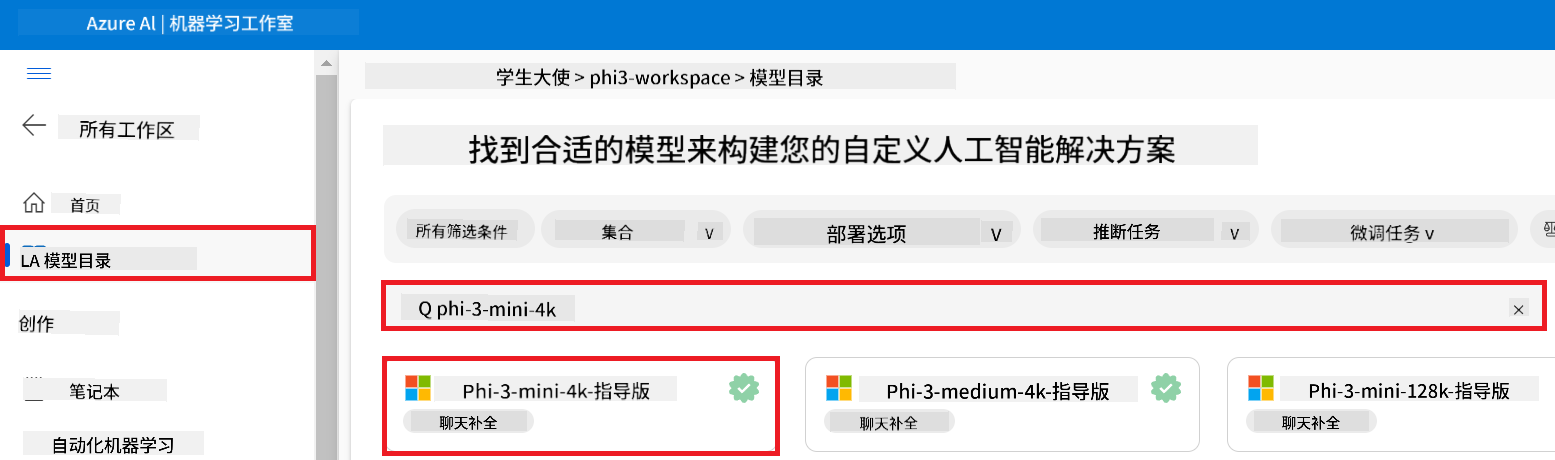 Azure Al | 机器学习工作室
学生大使 > phi3-workspace > 模型目录
所有工作区
找到合适的模型来构建您的自定义人工智能解决方案
首页
所有筛选条件 集合 v 部署选项 v 推断任务 v 微调任务 v
LA 模型目录
Q phi-3-mini-4k ×
创作
Phi-3-mini-4k-指导版 Phi-3-medium-4k-指导版 Phi-3-mini-128k-指导版
笔记本
聊天补全 聊天补全 聊天补全
自动化机器学习